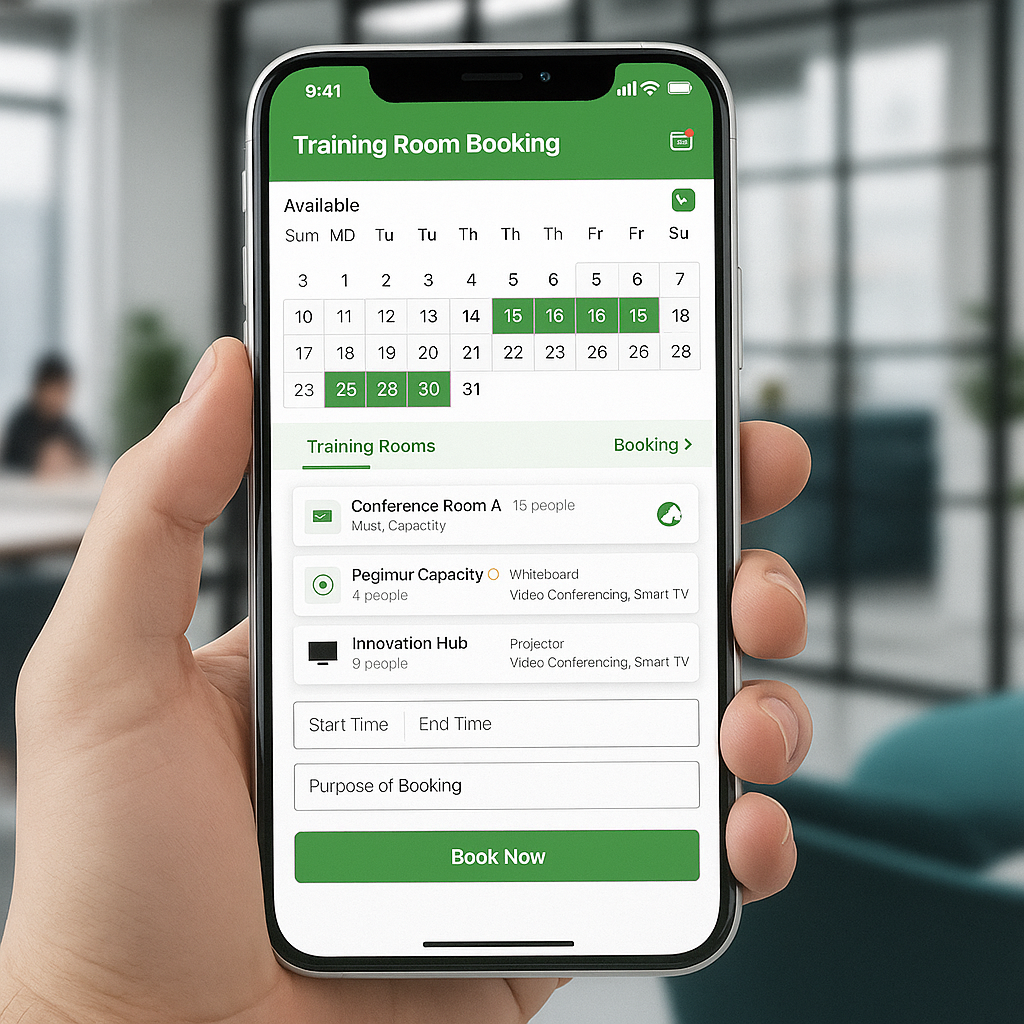 9:41
Training Room Booking
Available
Sum MD Tu Tu Th Th Th Fr Fr Su
3 1 2 3 4 5 6 5 6 7
10 11 12 13 14 15 16 16 15 18
17 18 19 20 21 22 23 26 26 28
23 25 28 30 31
Training Rooms Booking >
Conference Room A 15 people
Must, Capactity
Pegimur Capacity Whiteboard
4 people Video Conferencing, Smart TV
Innovation Hub Projector
9 people Video Conferencing, Smart TV
Start Time End Time
Purpose of Booking
Book Now